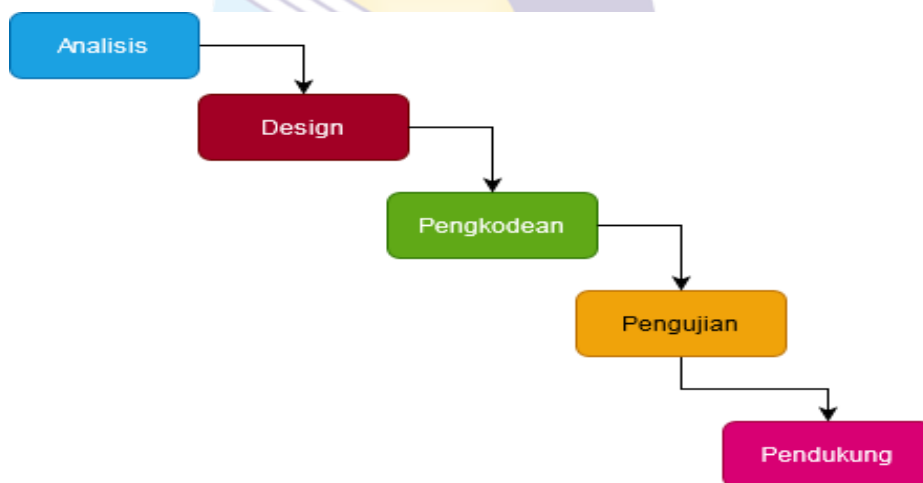 Analisis
Design
Pengkodean
Pengujian
Pendukung